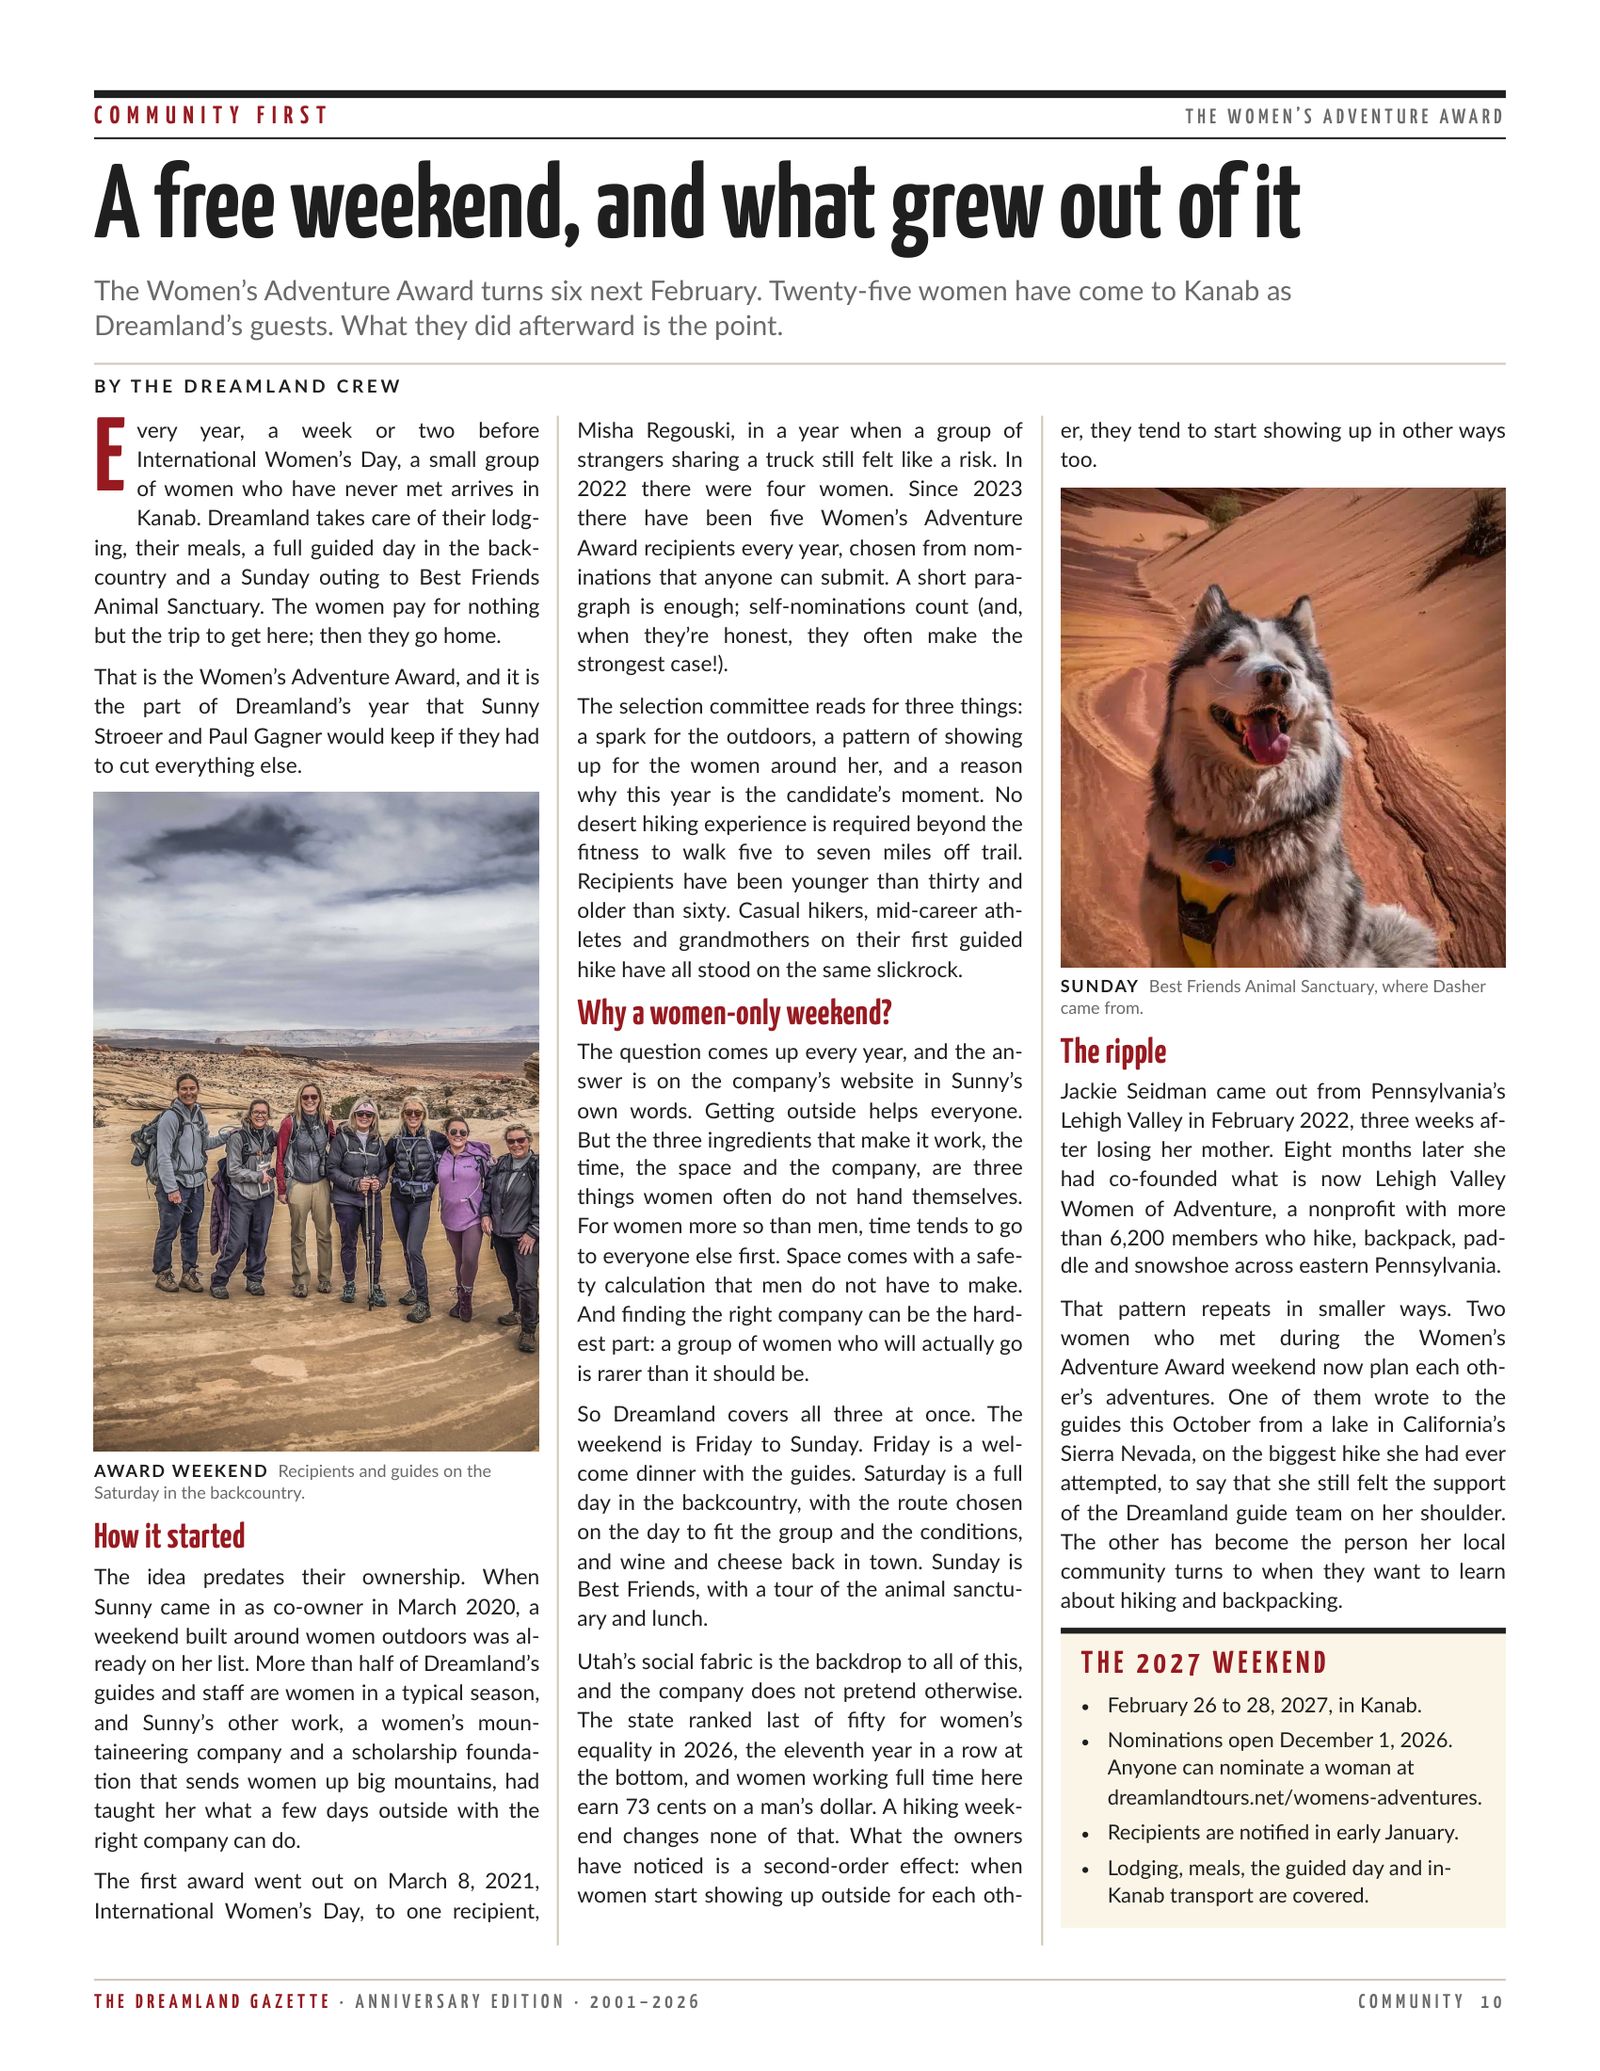 COMMUNITY FIRST
THE WOMEN'S ADVENTURE AWARD
A free weekend, and what grew out of it
The Women's Adventure Award turns six next February. Twenty-five women have come to Kanab as
Dreamland's guests. What they did afterward is the point.
BY THE DREAMLAND CREW
Every year, a week or two before
International Women's Day, a small group
of women who have never met arrives in
Kanab. Dreamland takes care of their lodg-
ing, their meals, a full guided day in the back-
country and a Sunday outing to Best Friends
Animal Sanctuary. The women pay for nothing
but the trip to get here; then they go home.
That is the Women's Adventure Award, and it is
the part of Dreamland's year that Sunny
Stroeer and Paul Gagner would keep if they had
to cut everything else.
AWARD WEEKEND Recipients and guides on the
Saturday in the backcountry.
How it started
The idea predates their ownership. When
Sunny came in as co-owner in March 2020, a
weekend built around women outdoors was al-
ready on her list. More than half of Dreamland's
guides and staff are women in a typical season,
and Sunny's other work, a women's moun-
taineering company and a scholarship founda-
tion that sends women up big mountains, had
taught her what a few days outside with the
right company can do.
The first award went out on March 8, 2021,
International Women's Day, to one recipient,
Misha Regouski, in a year when a group of
strangers sharing a truck still felt like a risk. In
2022 there were four women. Since 2023
there have been five Women's Adventure
Award recipients every year, chosen from nom-
inations that anyone can submit. A short para-
graph is enough; self-nominations count (and,
when they're honest, they often make the
strongest case!).
The selection committee reads for three things:
a spark for the outdoors, a pattern of showing
up for the women around her, and a reason
why this year is the candidate's moment. No
desert hiking experience is required beyond the
fitness to walk five to seven miles off trail.
Recipients have been younger than thirty and
older than sixty. Casual hikers, mid-career ath-
letes and grandmothers on their first guided
hike have all stood on the same slickrock.
Why a women-only weekend?
The question comes up every year, and the an-
swer is on the company's website in Sunny's
own words. Getting outside helps everyone.
But the three ingredients that make it work, the
time, the space and the company, are three
things women often do not hand themselves.
For women more so than men, time tends to go
to everyone else first. Space comes with a safe-
ty calculation that men do not have to make.
And finding the right company can be the hard-
est part: a group of women who will actually go
is rarer than it should be.
So Dreamland covers all three at once. The
weekend is Friday to Sunday. Friday is a wel-
come dinner with the guides. Saturday is a full
day in the backcountry, with the route chosen
on the day to fit the group and the conditions,
and wine and cheese back in town. Sunday is
Best Friends, with a tour of the animal sanctu-
ary and lunch.
Utah's social fabric is the backdrop to all of this,
and the company does not pretend otherwise.
The state ranked last of fifty for women's
equality in 2026, the eleventh year in a row at
the bottom, and women working full time here
earn 73 cents on a man's dollar. A hiking week-
end changes none of that. What the owners
have noticed is a second-order effect: when
women start showing up outside for each oth-
er, they tend to start showing up in other ways
too.
SUNDAY Best Friends Animal Sanctuary, where Dasher
came from.
The ripple
Jackie Seidman came out from Pennsylvania's
Lehigh Valley in February 2022, three weeks af-
ter losing her mother. Eight months later she
had co-founded what is now Lehigh Valley
Women of Adventure, a nonprofit with more
than 6,200 members who hike, backpack, pad-
dle and snowshoe across eastern Pennsylvania.
That pattern repeats in smaller ways. Two
women who met during the Women's
Adventure Award weekend now plan each oth-
er's adventures. One of them wrote to the
guides this October from a lake in California's
Sierra Nevada, on the biggest hike she had ever
attempted, to say that she still felt the support
of the Dreamland guide team on her shoulder.
The other has become the person her local
community turns to when they want to learn
about hiking and backpacking.
THE 2027 WEEKEND
• February 26 to 28, 2027, in Kanab.
• Nominations open December 1, 2026.
Anyone can nominate a woman at
dreamlandtours.net/womens-adventures.
• Recipients are notified in early January.
• Lodging, meals, the guided day and in-
Kanab transport are covered.
THE DREAMLAND GAZETTE · ANNIVERSARY EDITION · 2001–2026
COMMUNITY 10